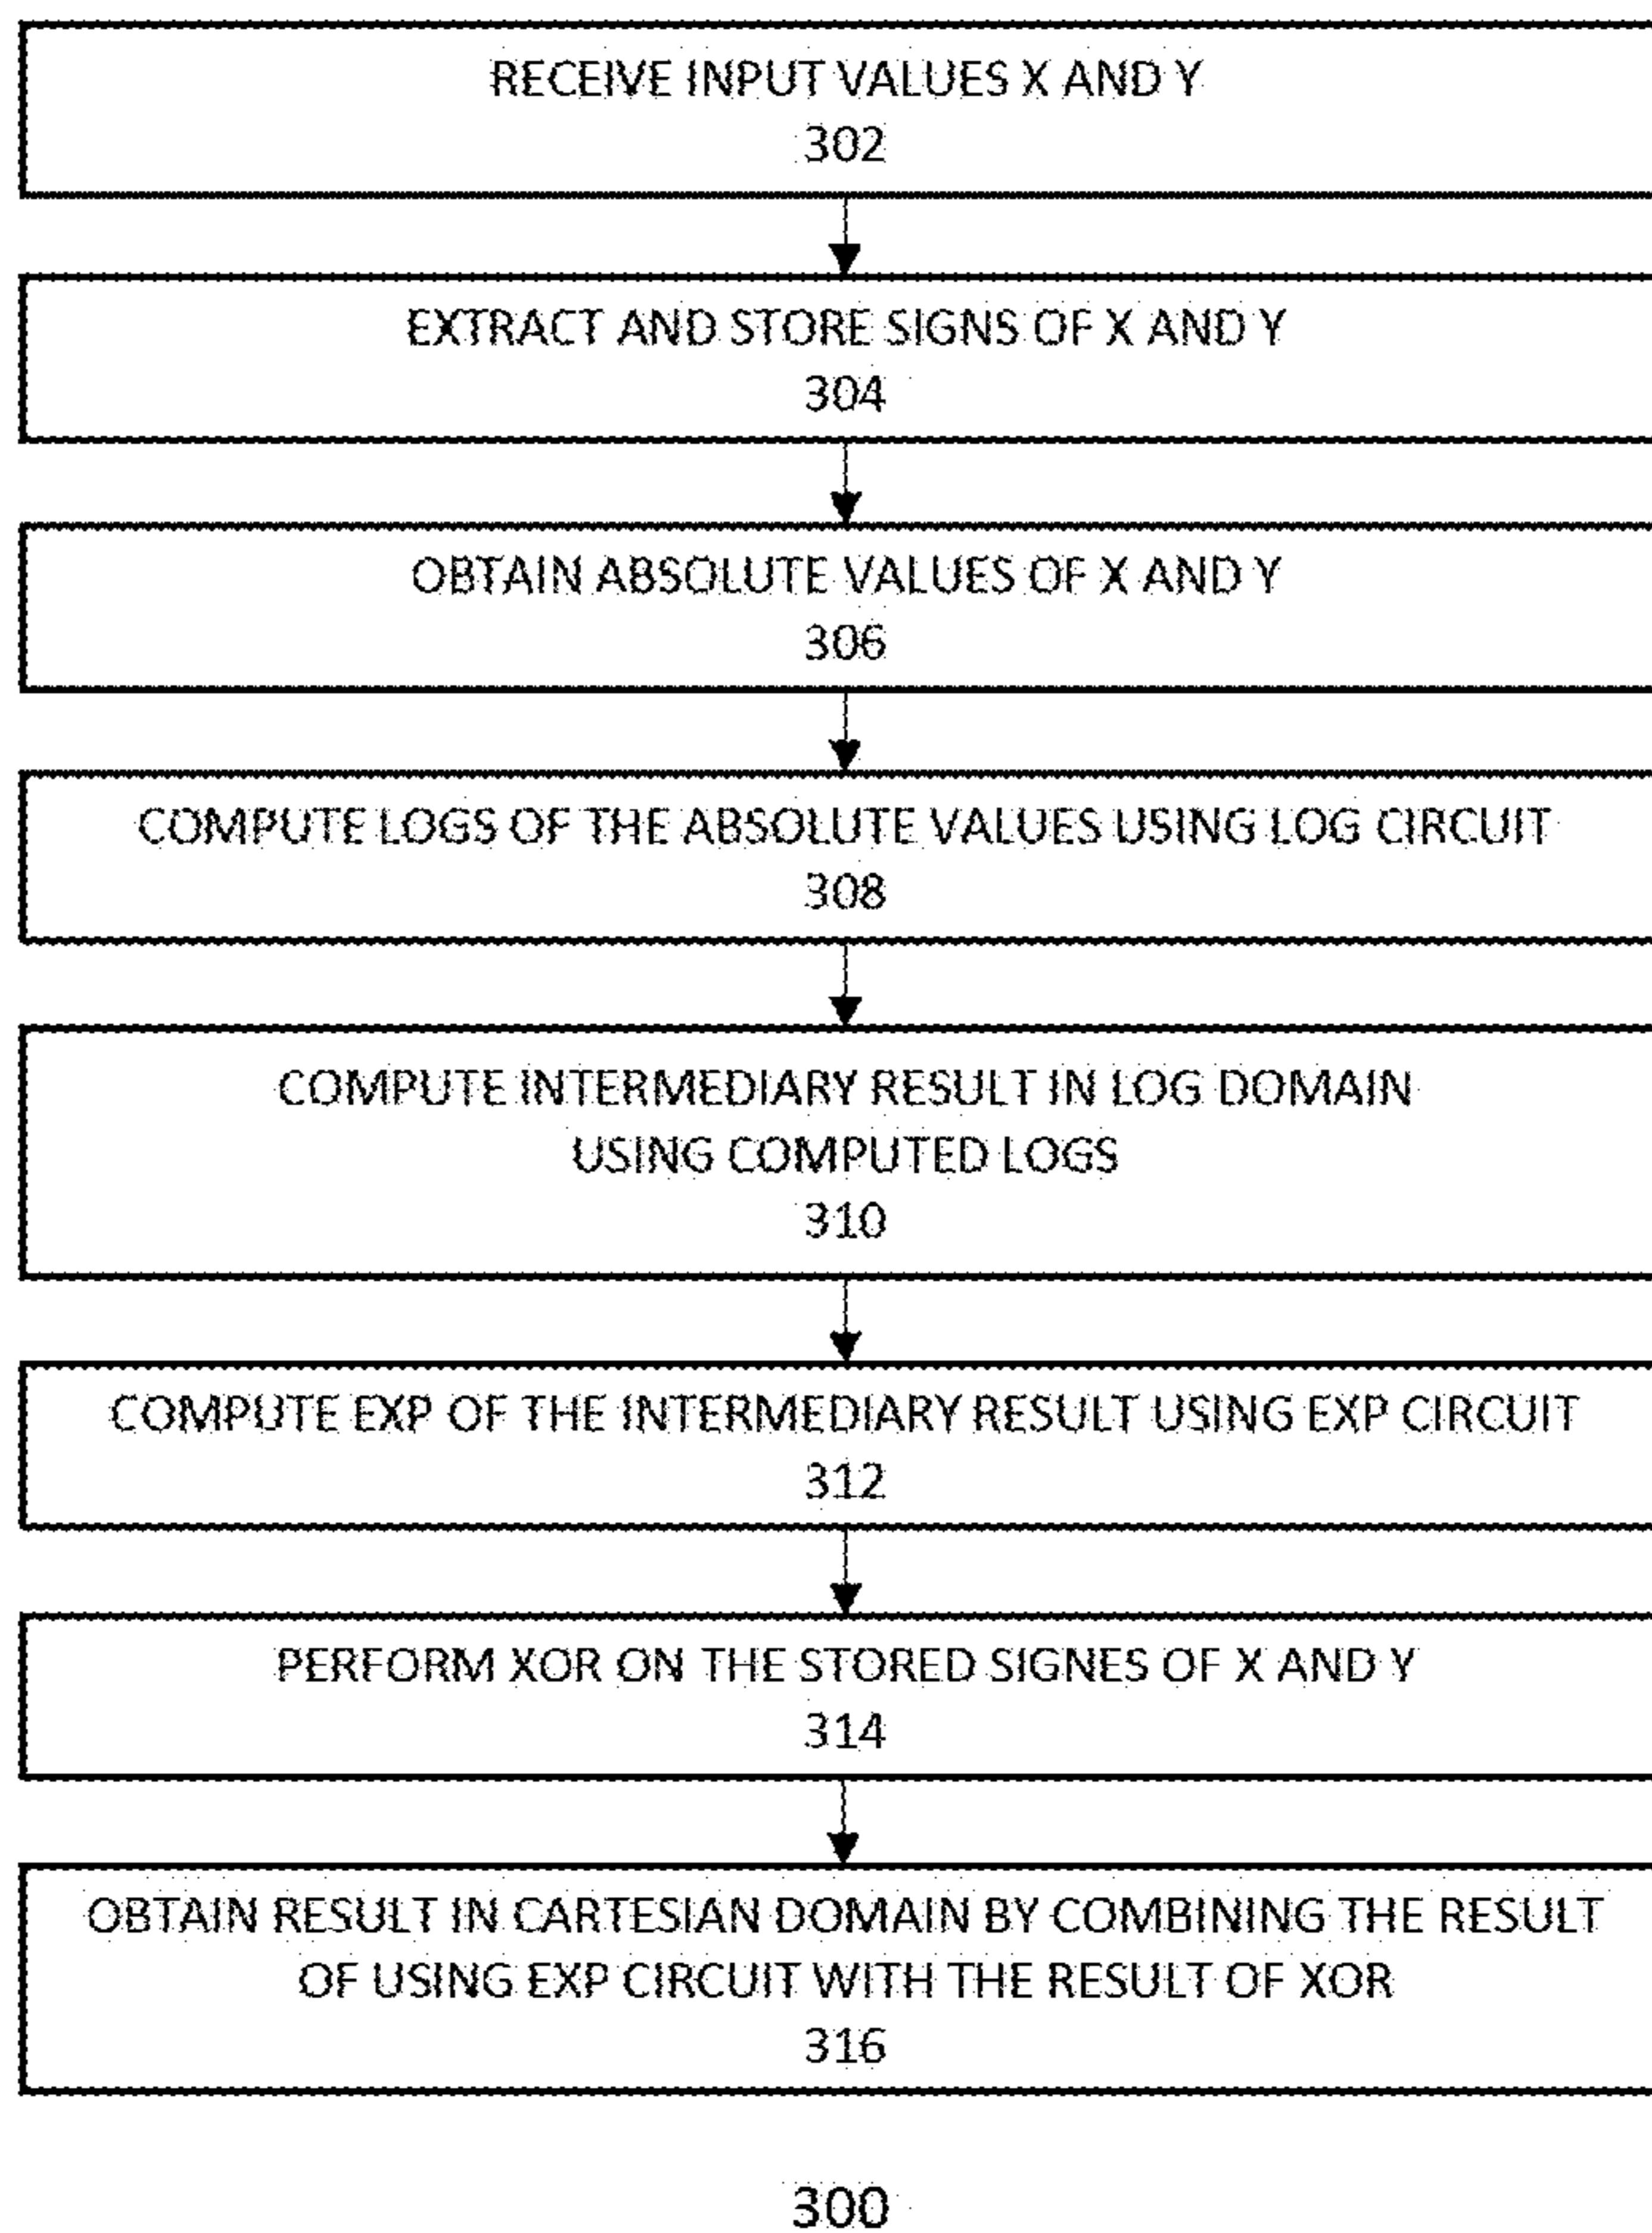 RECEIVE INPUT VALUES X AND Y
302
EXTRACT AND STORE SIGNS OF X AND Y
304
OBTAIN ABSOLUTE VALUES OF X AND Y
306
COMPUTE LOGS OF THE ABSOLUTE VALUES USING LOG CIRCUIT
308
COMPUTE INTERMEDIARY RESULT IN LOG DOMAIN
USING COMPUTED LOGS
310
COMPUTE EXP OF THE INTERMEDIARY RESULT USING EXP CIRCUIT
312
PERFORM XOR ON THE STORED SIGNES OF X AND Y
314
OBTAIN RESULT IN CARTESIAN DOMAIN BY COMBINING THE RESULT
OF USING EXP CIRCUIT WITH THE RESULT OF XOR
316
300